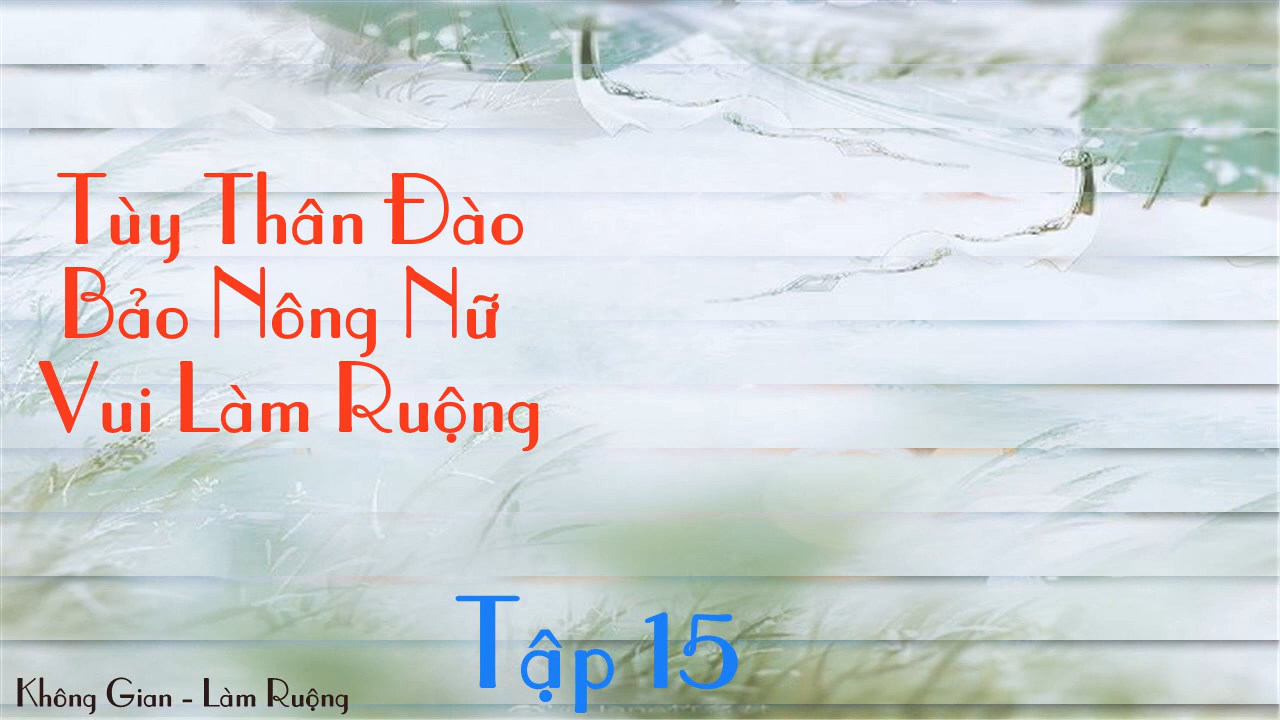 Tùy Thân Đào
Bảo Nông Nữ
Vui Làm Ruộng
Tập 15
Không Gian - Làm Ruộng